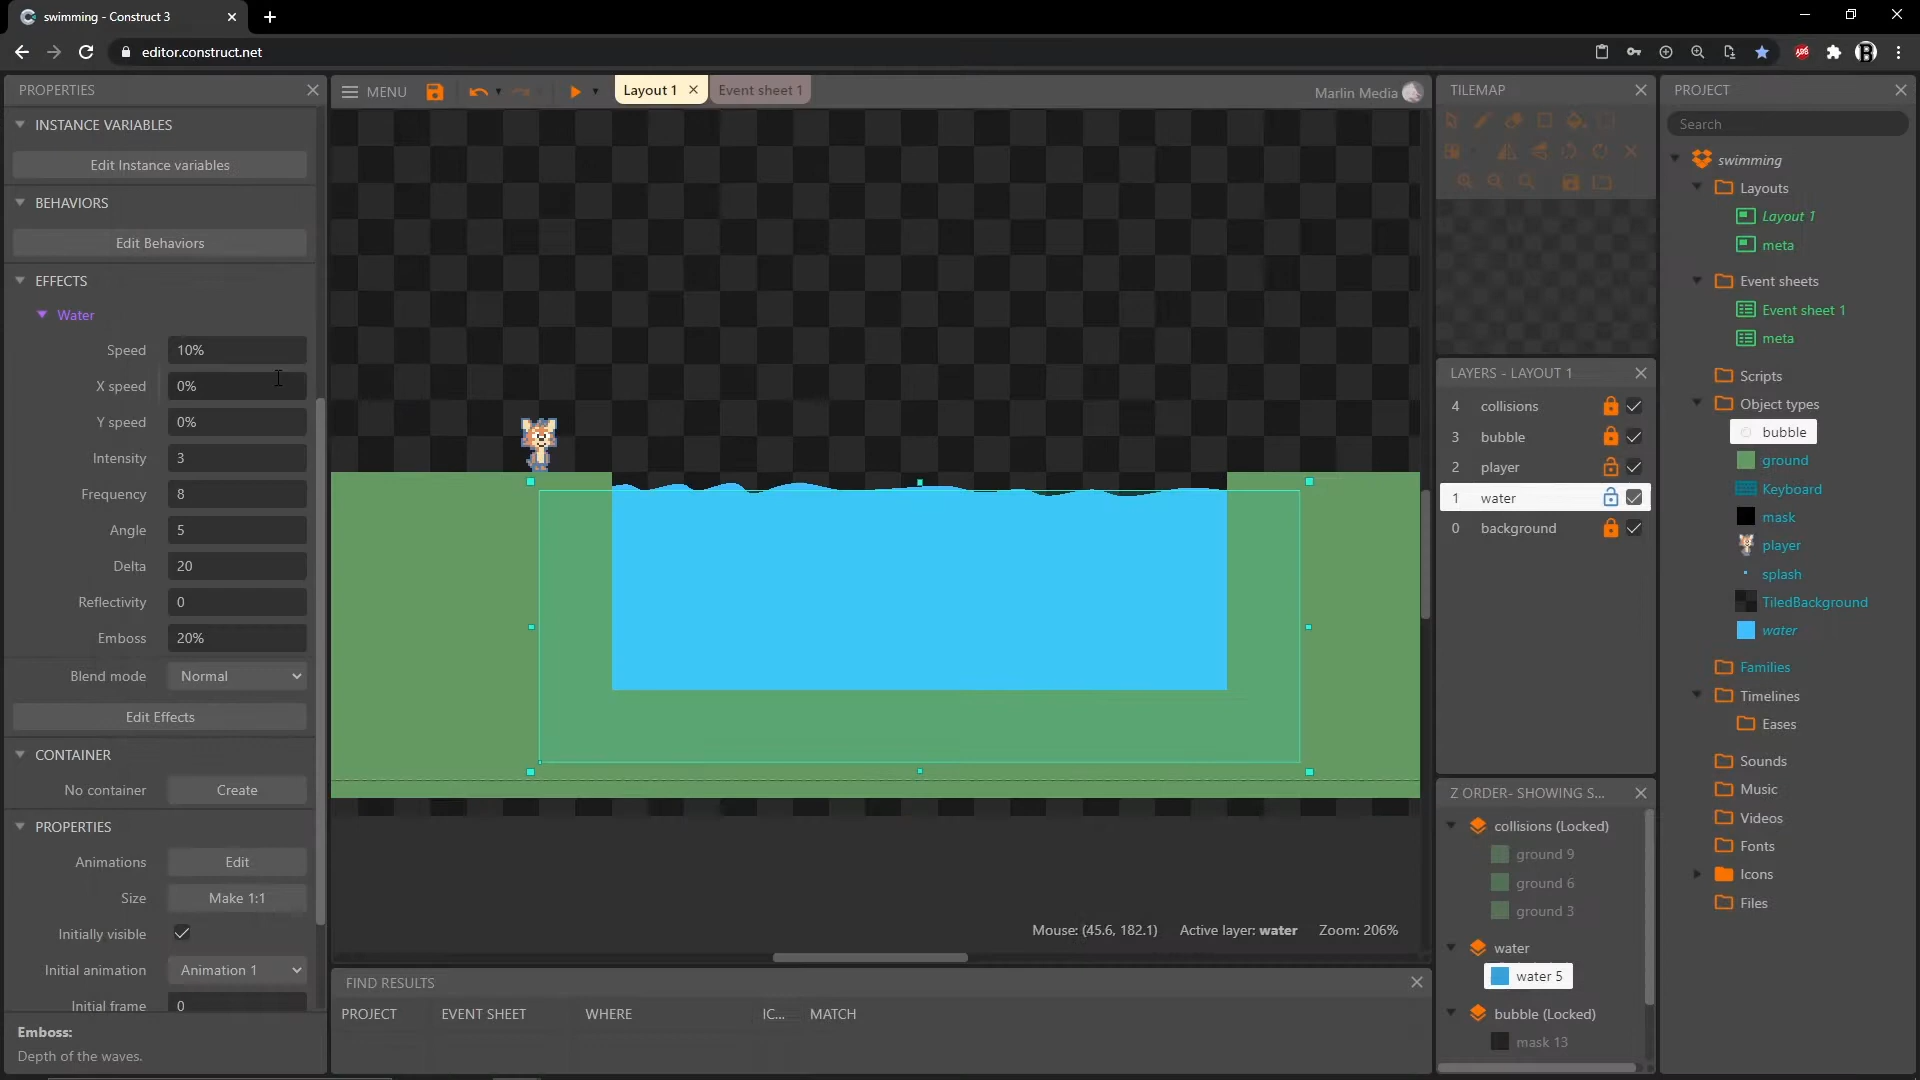 swimming - Construct 3
editor.construct.net
PROPERTIES
INSTANCE VARIABLES
Edit Instance variables
BEHAVIORS
Edit Behaviors
EFFECTS
Water
Speed 10%
X speed 0%
Y speed 0%
Intensity 3
Frequency 8
Angle 5
Delta 20
Reflectivity 0
Emboss 20%
Blend mode Normal
Edit Effects
CONTAINER
No container Create
PROPERTIES
Animations Edit
Size Make 1:1
Initially visible
Initial animation Animation 1
Initial frame 0
Emboss:
Depth of the waves.
MENU
Layout 1
Event sheet 1
Marlin Media
Mouse: (45.6, 182.1) Active layer: water Zoom: 206%
FIND RESULTS
PROJECT EVENT SHEET WHERE IC... MATCH
TILEMAP
LAYERS - LAYOUT 1
4 collisions
3 bubble
2 player
1 water
0 background
Z ORDER- SHOWING S...
collisions (Locked)
ground 9
ground 6
ground 3
water
water 5
bubble (Locked)
mask 13
PROJECT
Search
swimming
Layouts
Layout 1
meta
Event sheets
Event sheet 1
meta
Scripts
Object types
bubble
ground
Keyboard
mask
player
splash
TiledBackground
water
Families
Timelines
Eases
Sounds
Music
Videos
Fonts
Icons
Files